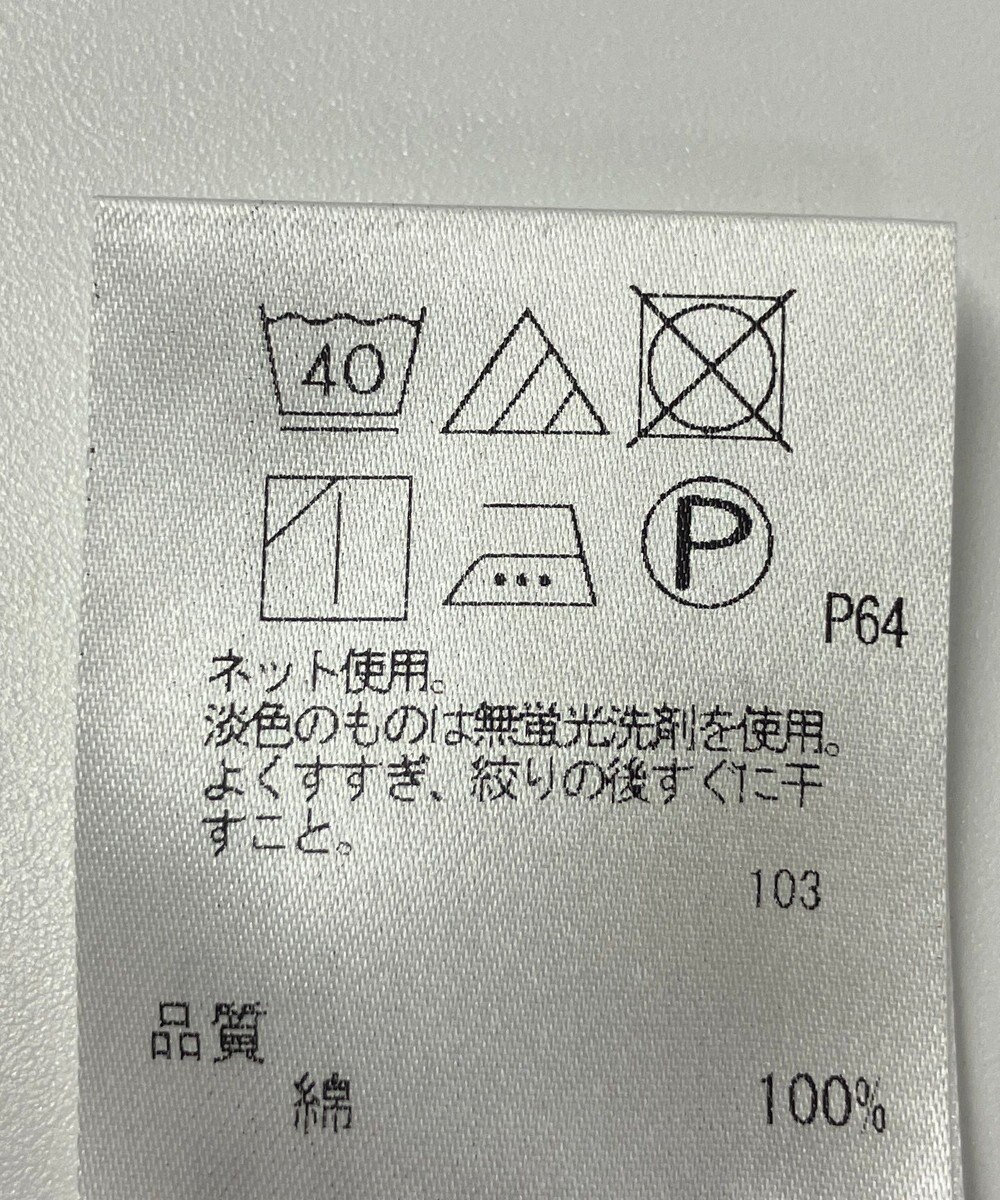 40
P
P64
ネット使用。
淡色のものは無蛍光洗剤を使用。
よくすすぎ、絞りの後すぐに干
すこと。
103
品質
綿 100%